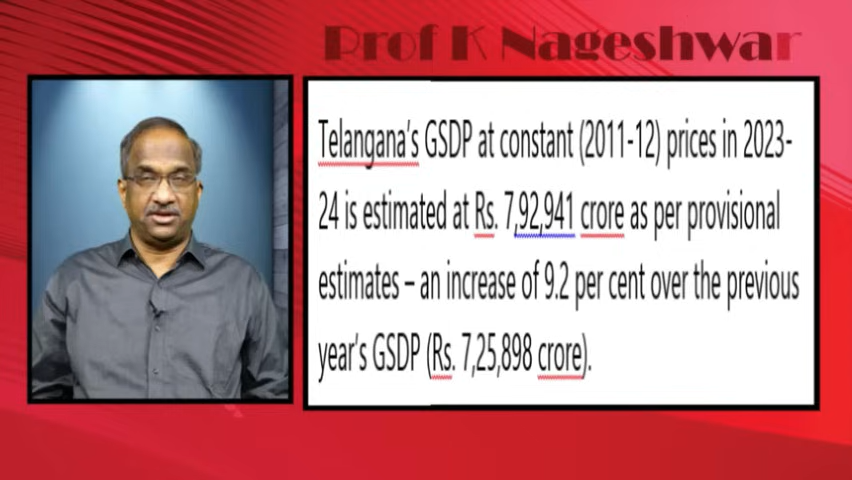 Prof K Nageshwar
Telangana's GSDP at constant (2011-12) prices in 2023-
24 is estimated at Rs. 7,92,941 crore as per provisional
estimates – an increase of 9.2 per cent over the previous
year's GSDP (Rs. 7,25,898 crore).